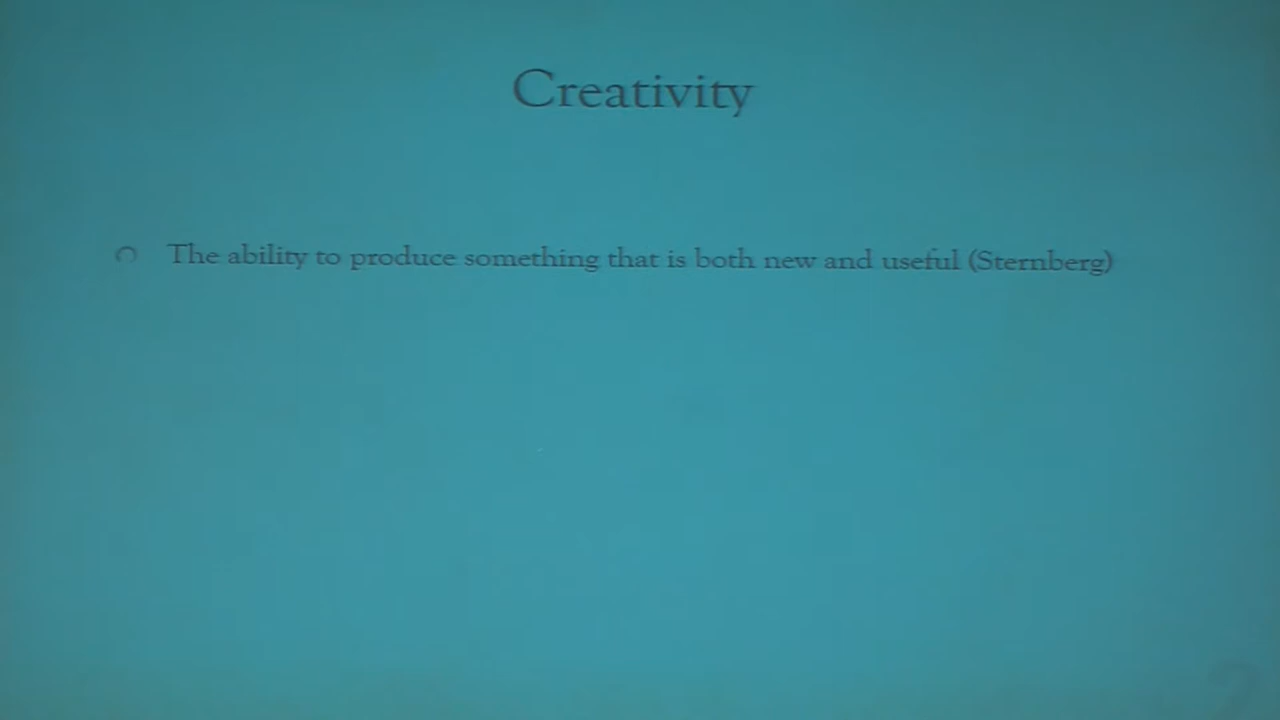 Creativity
The ability to produce something that is both new and useful (Sternberg)